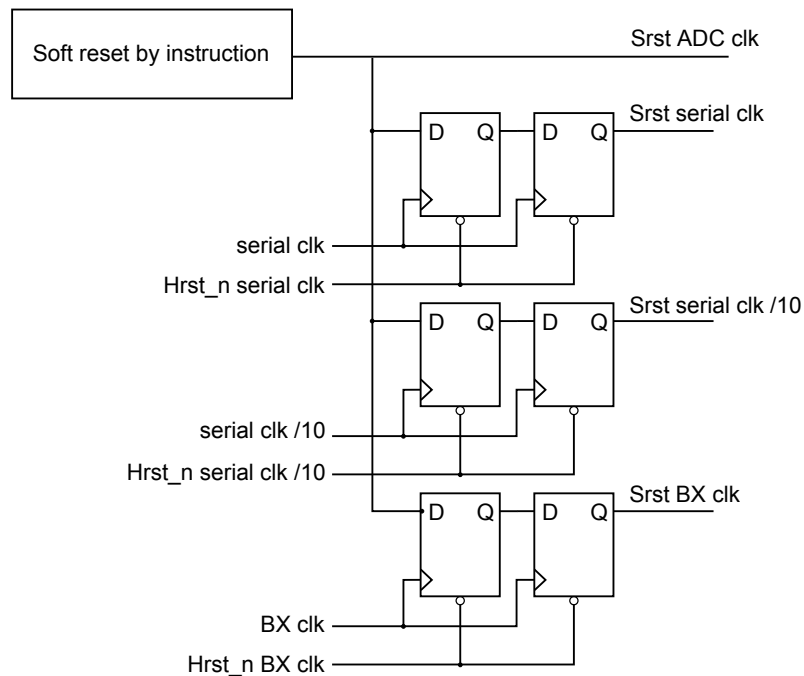 Soft reset by instruction
Srst ADC clk
Srst serial clk
D Q D Q
serial clk
Hrst_n serial clk
Srst serial clk /10
D Q D Q
serial clk /10
Hrst_n serial clk /10
Srst BX clk
D Q D Q
BX clk
Hrst_n BX clk